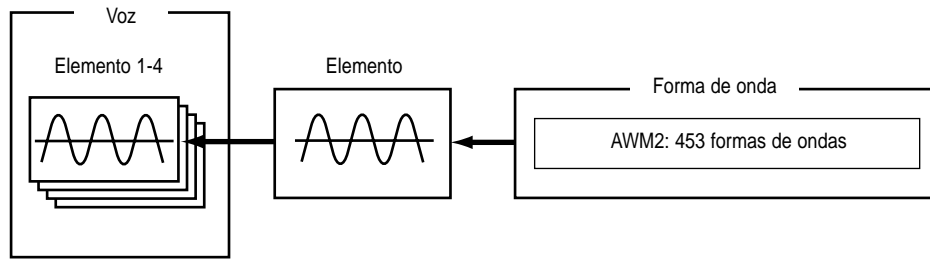 Voz
Elemento 1-4
Elemento
Forma de onda
AWM2: 453 formas de ondas